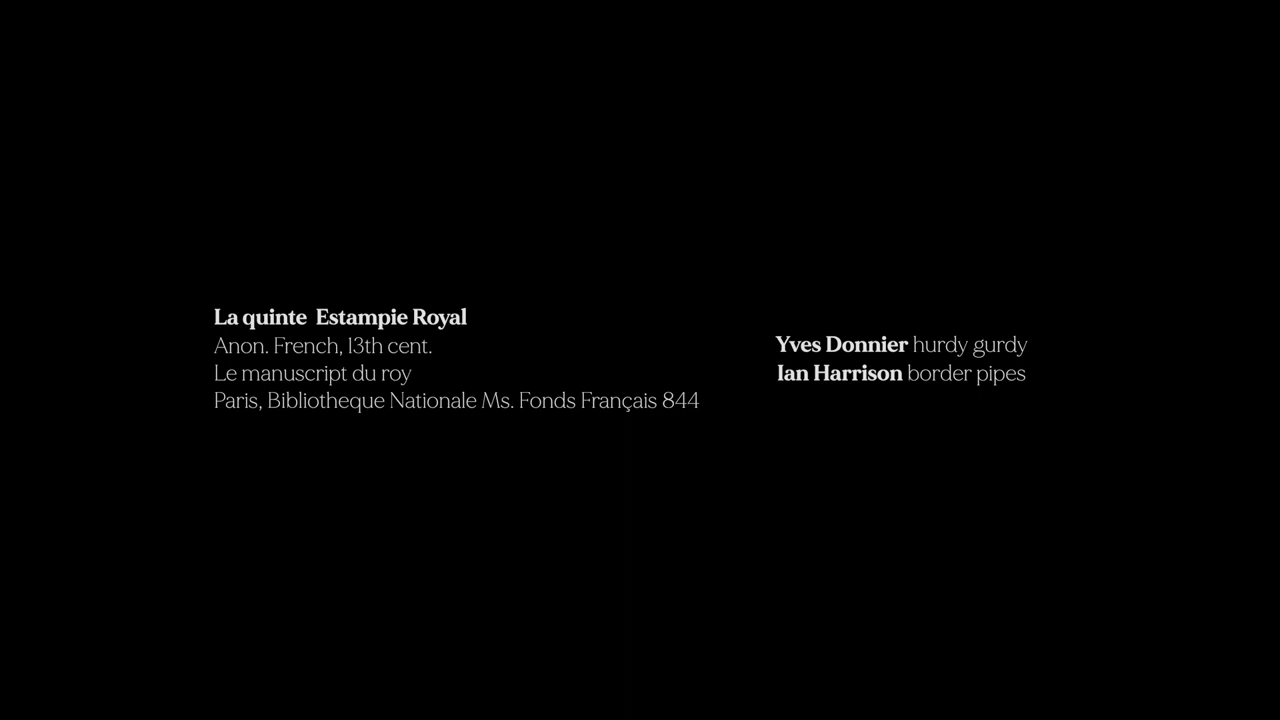 La quinte  Estampie Royal
Anon. French, 13th cent.
Le manuscript du roy
Paris, Bibliotheque Nationale Ms. Fonds Français 844
Yves Donnier hurdy gurdy
Ian Harrison border pipes